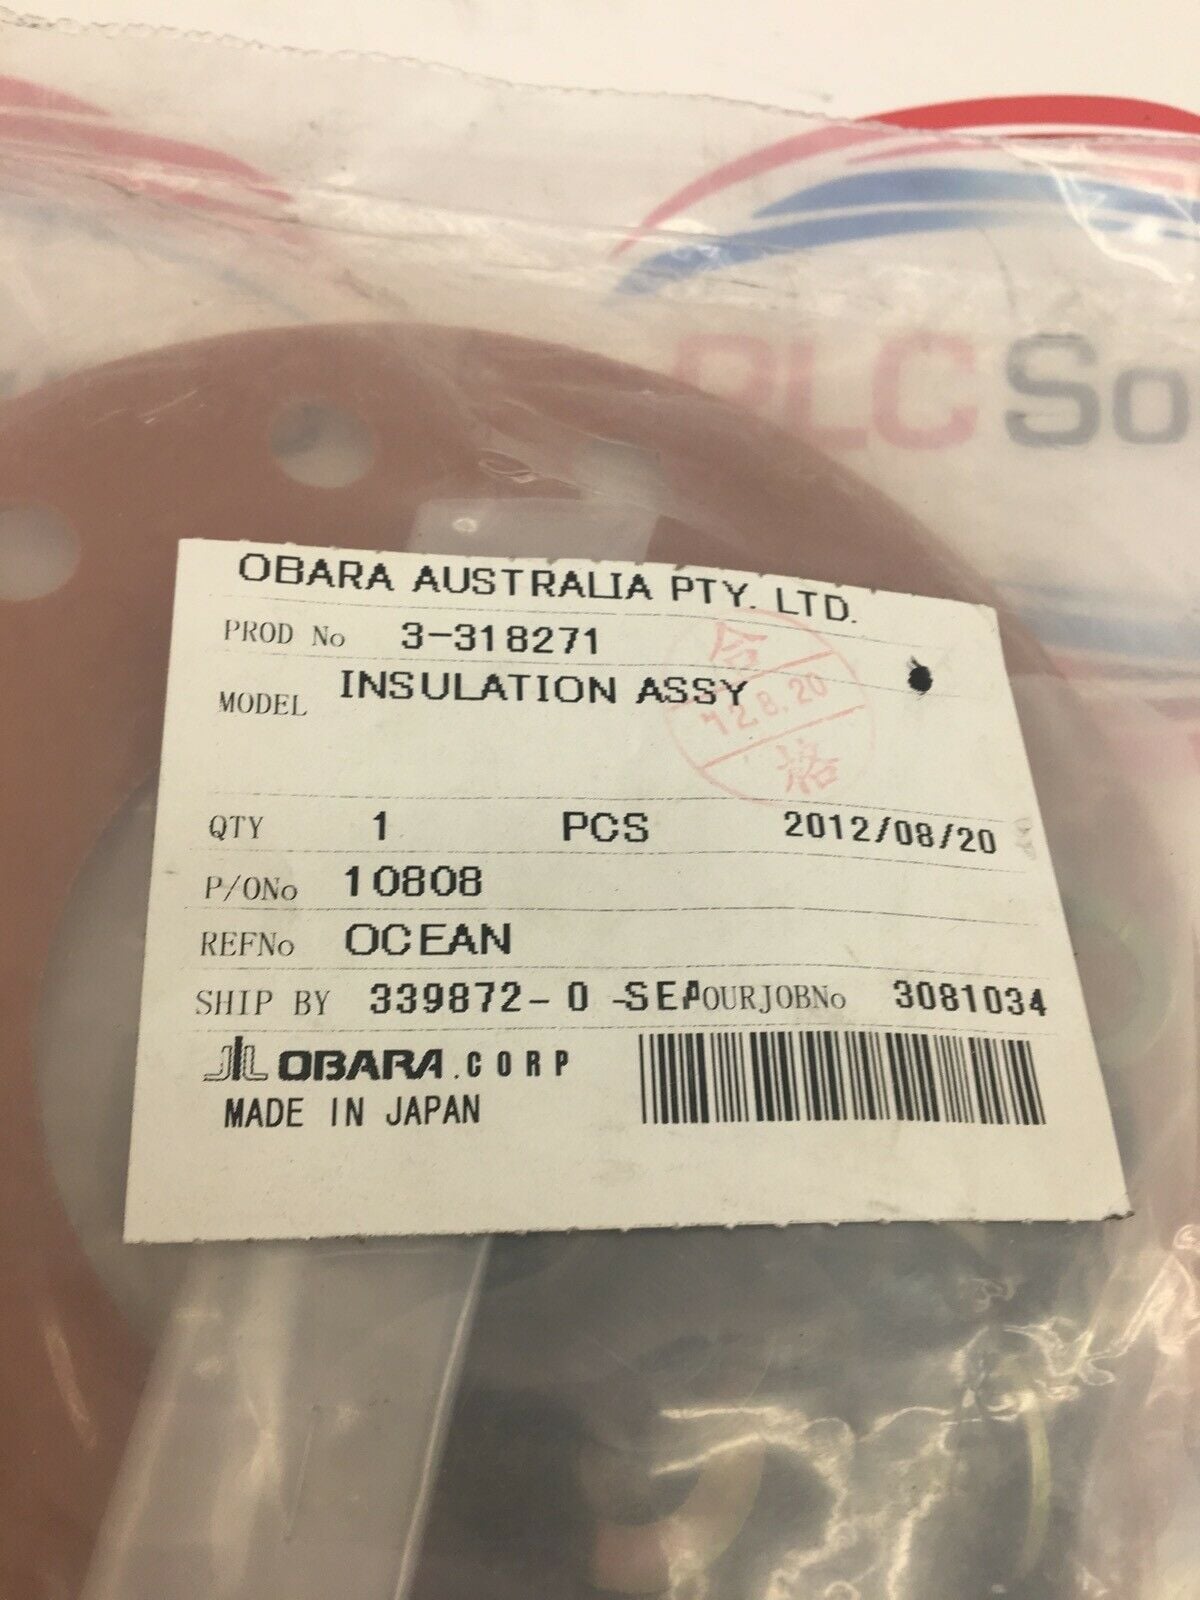 PLC So
OBARA AUSTRALIA PTY. LTD.
PROD No 3-318271
MODEL INSULATION ASSY
合
12.8.20
格
QTY 1 PCS 2012/08/20
P/ONo 10808
REFNo OCEAN
SHIP BY 339872-0 -SEA OURJOBNo 3081034
OBARA.CORP
MADE IN JAPAN